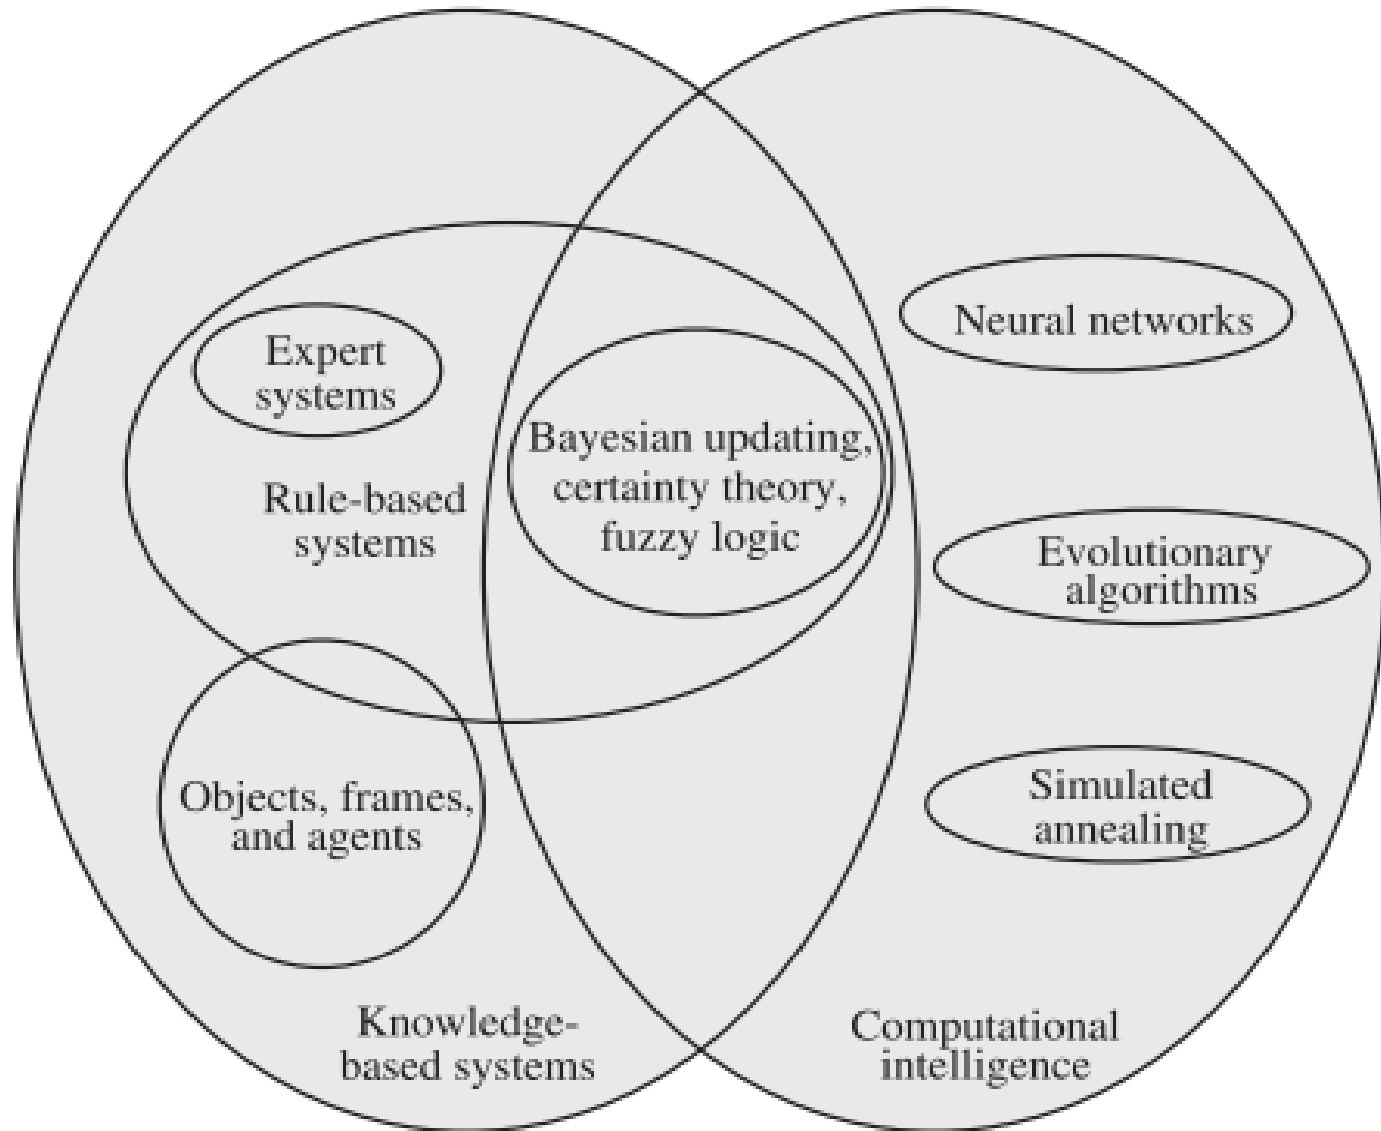 Expert
systems
Rule-based
systems
Objects, frames,
and agents
Knowledge-
based systems
Bayesian updating,
certainty theory,
fuzzy logic
Neural networks
Evolutionary
algorithms
Simulated
annealing
Computational
intelligence